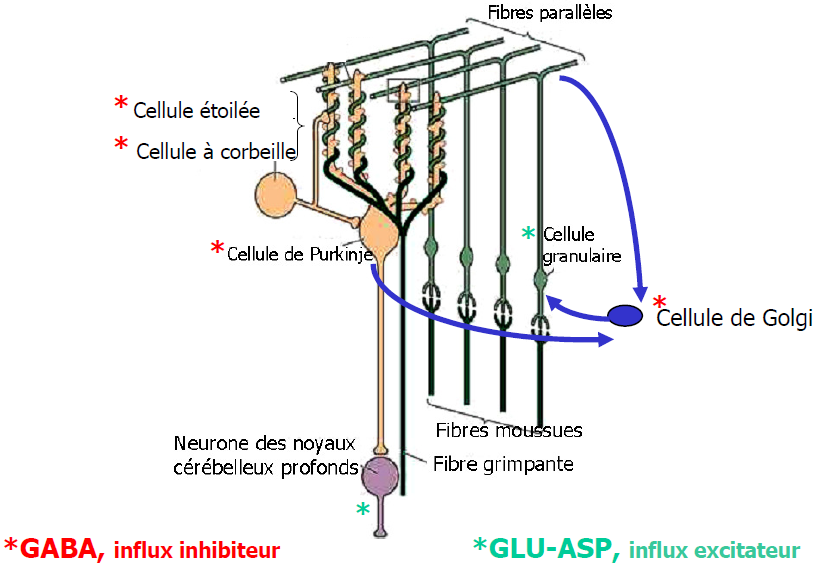 Fibres parallèles
* Cellule étoilée
* Cellule à corbeille
* Cellule de Purkinje
* Cellule
granulaire
* Cellule de Golgi
Fibres moussues
Neurone des noyaux
cérébelleux profonds
Fibre grimpante
*
*GABA, influx inhibiteur
*GLU-ASP, influx excitateur